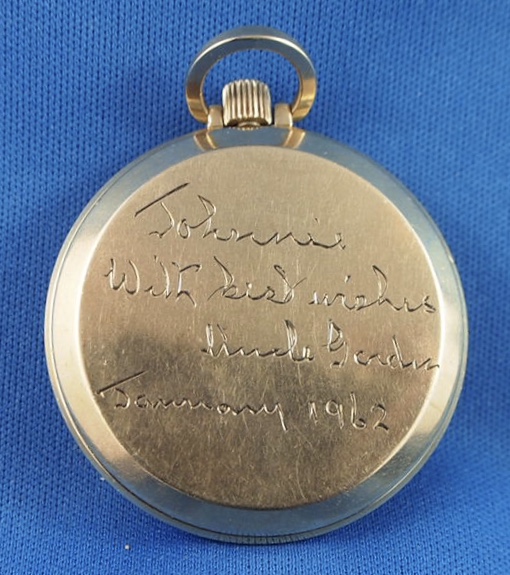 Johnnie
With best wishes
Uncle Gordon
January 1962